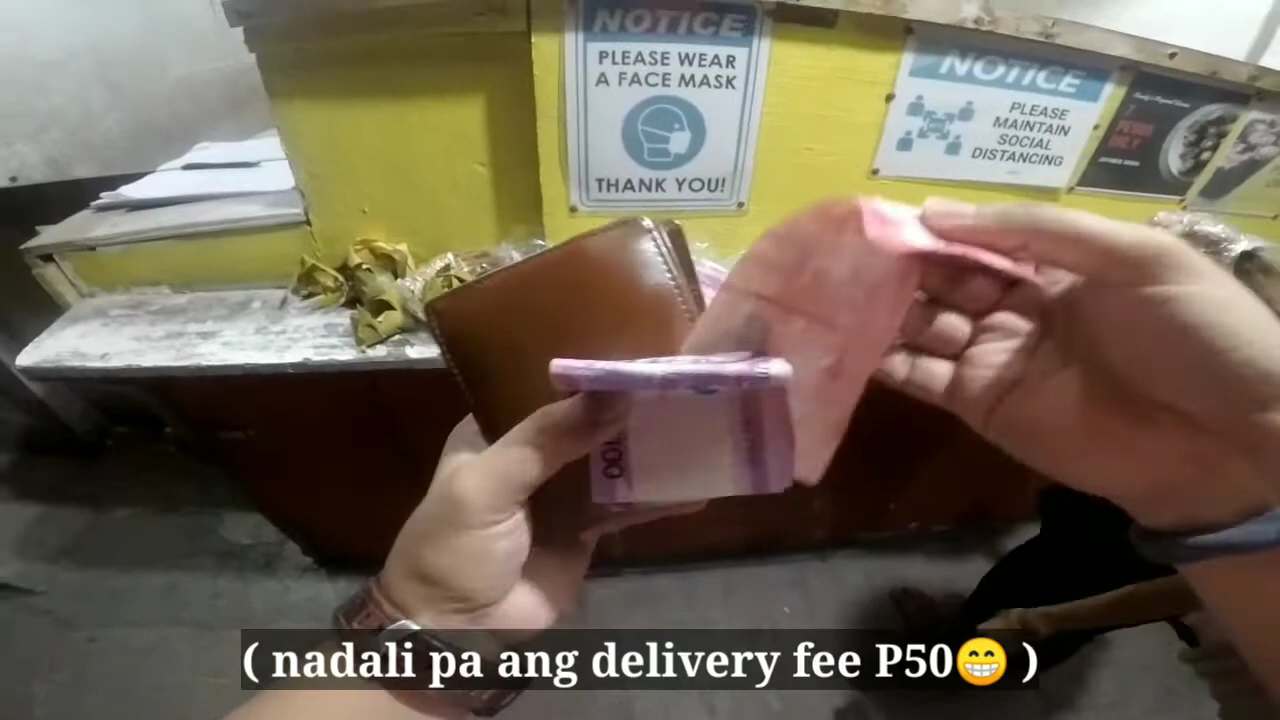 NOTICE
PLEASE WEAR
A FACE MASK
THANK YOU!
NOTICE
PLEASE
MAINTAIN
SOCIAL
DISTANCING
100
( nadali pa ang delivery fee P50😁 )